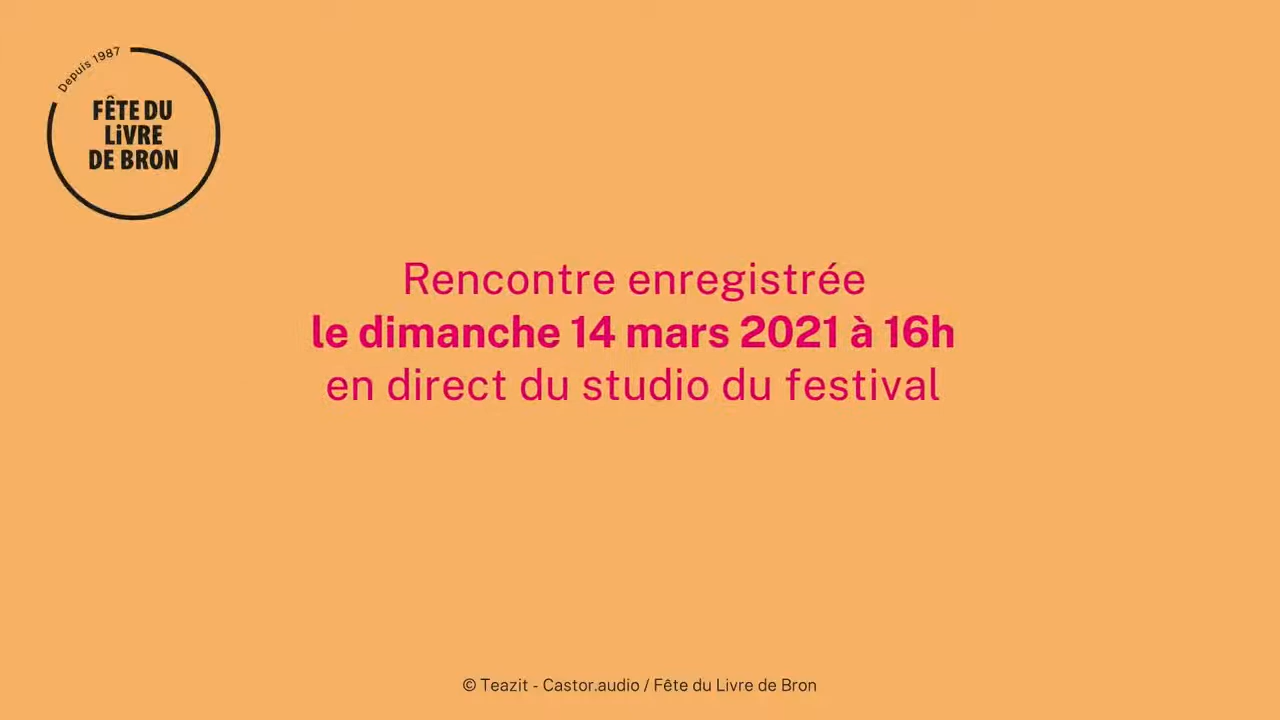 Depuis 1987
FÊTE DU
LiVRE
DE BRON
Rencontre enregistrée
le dimanche 14 mars 2021 à 16h
en direct du studio du festival
© Teazit - Castor.audio / Fête du Livre de Bron